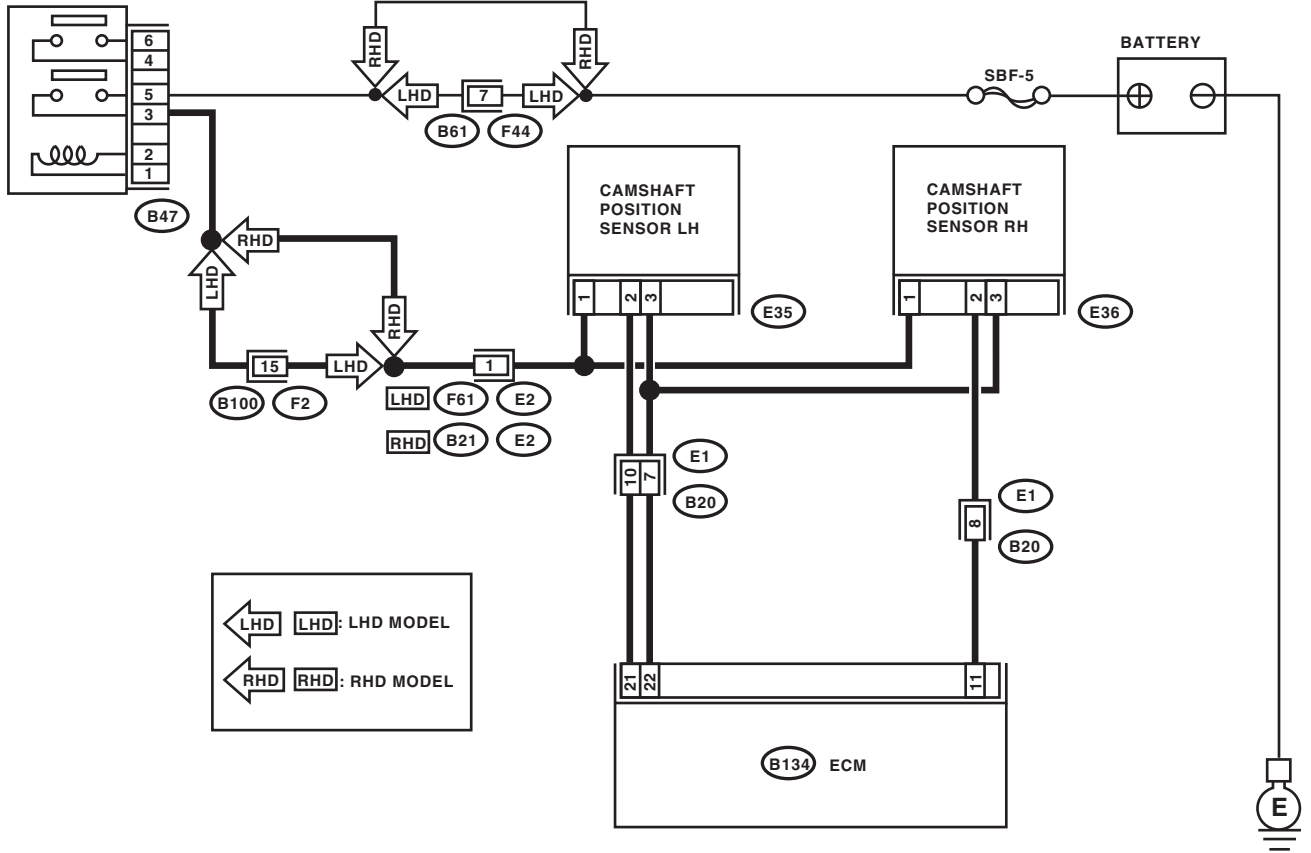 6
4
5
3
2
1
B47
RHD
RHD
LHD
7
LHD
B61
F44
SBF-5
BATTERY
CAMSHAFT
POSITION
SENSOR LH
1
2
3
E35
CAMSHAFT
POSITION
SENSOR RH
1
2
3
E36
RHD
LHD
RHD
15
LHD
1
B100
F2
LHD
F61
E2
RHD
B21
E2
10
7
E1
B20
8
E1
B20
LHD LHD : LHD MODEL
RHD RHD : RHD MODEL
21
22
11
B134 ECM
E